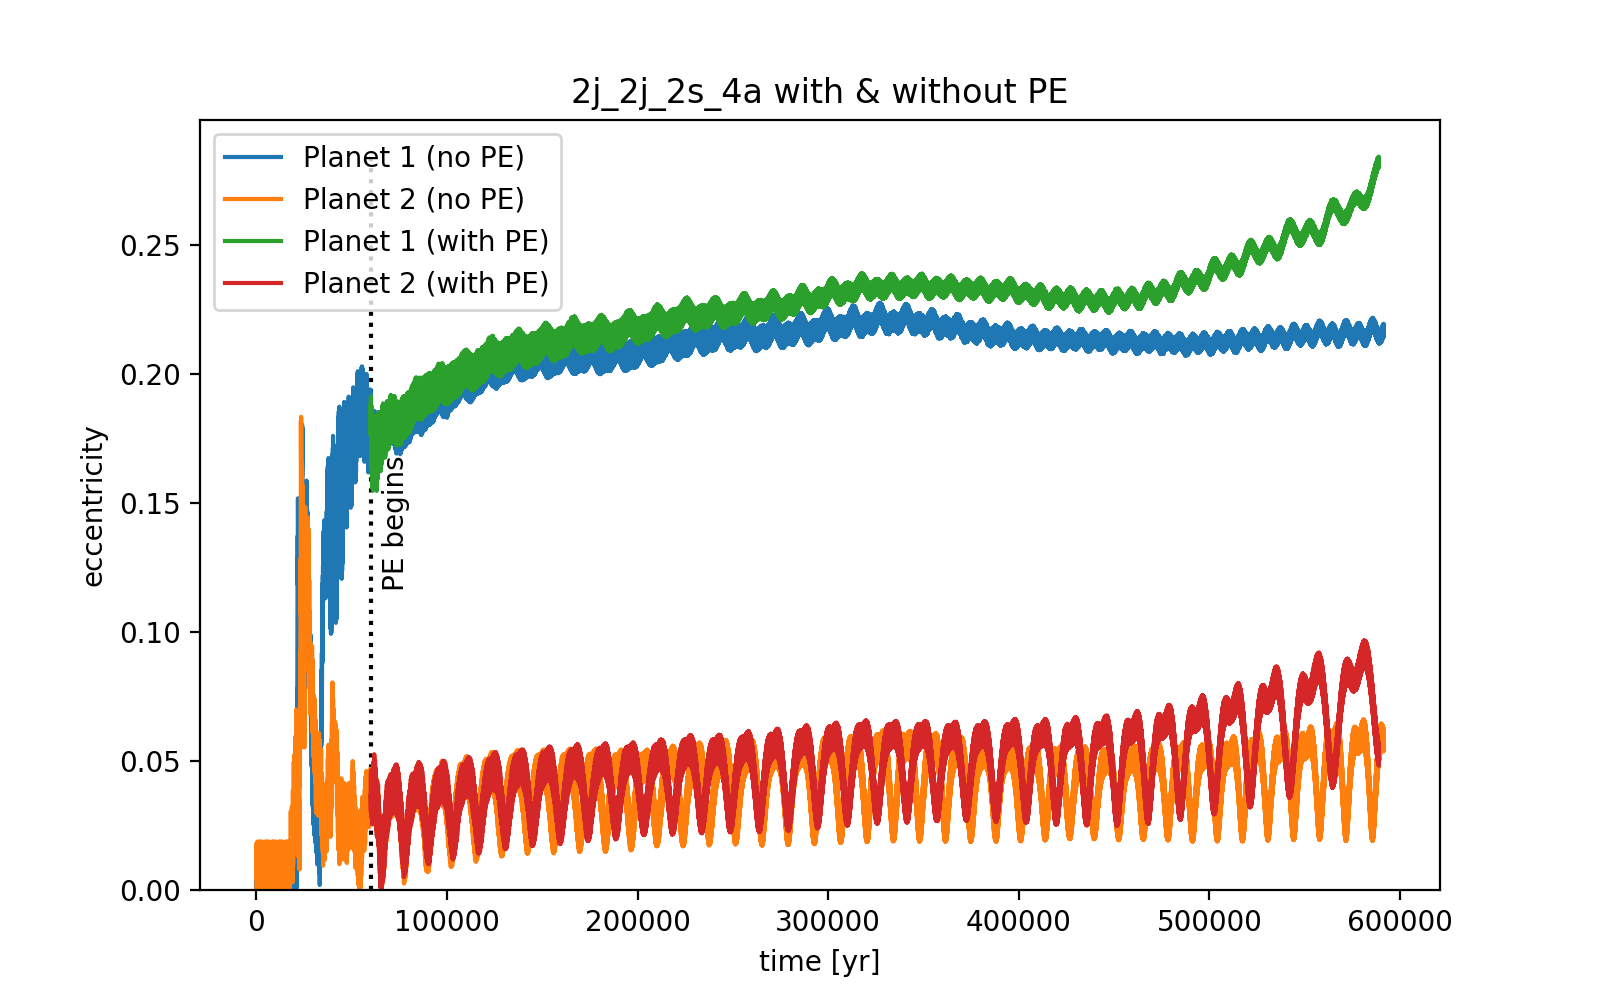 2j_2j_2s_4a with & without PE
Planet 1 (no PE)
Planet 2 (no PE)
Planet 1 (with PE)
Planet 2 (with PE)
eccentricity
0.25
0.20
0.15
0.10
0.05
0.00
PE begins
0
100000
200000
300000
400000
500000
600000
time [yr]